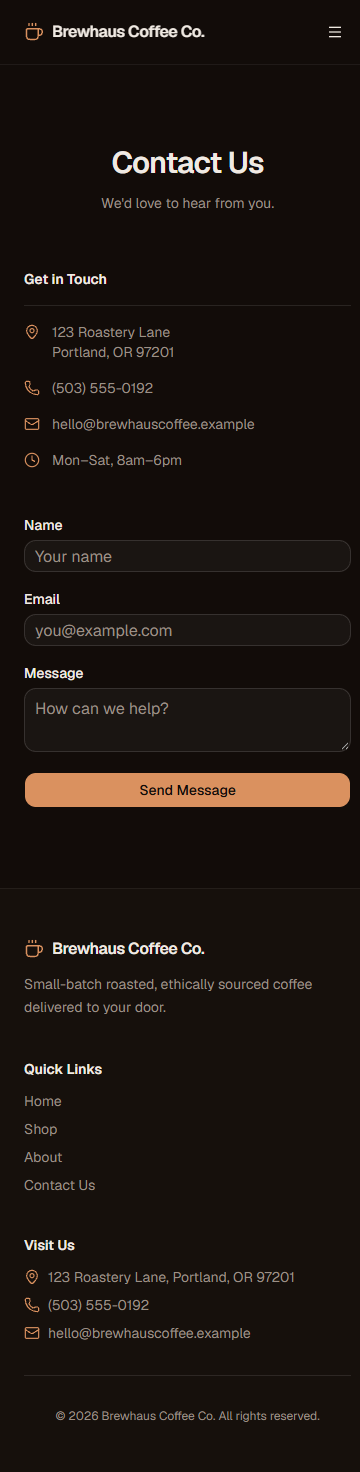 Brewhaus Coffee Co.
Contact Us
We'd love to hear from you.
Get in Touch
123 Roastery Lane
Portland, OR 97201
(503) 555-0192
hello@brewhauscoffee.example
Mon–Sat, 8am–6pm
Name
Your name
Email
you@example.com
Message
How can we help?
Send Message
Brewhaus Coffee Co.
Small-batch roasted, ethically sourced coffee
delivered to your door.
Quick Links
Home
Shop
About
Contact Us
Visit Us
123 Roastery Lane, Portland, OR 97201
(503) 555-0192
hello@brewhauscoffee.example
© 2026 Brewhaus Coffee Co. All rights reserved.